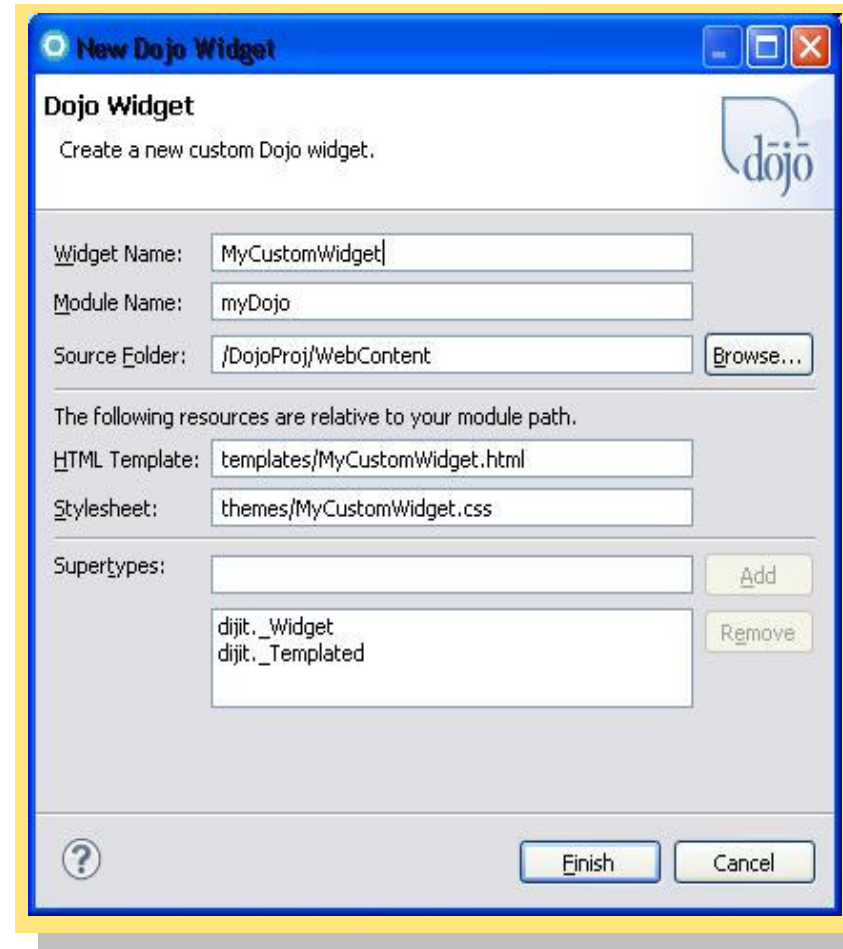 New Dojo Widget
Dojo Widget
Create a new custom Dojo widget.
dōjō
Widget Name: MyCustomWidget
Module Name: myDojo
Source Folder: /DojoProj/WebContent Browse...
The following resources are relative to your module path.
HTML Template: templates/MyCustomWidget.html
Stylesheet: themes/MyCustomWidget.css
Supertypes: Add
dijit._Widget Remove
dijit._Templated
? Finish Cancel